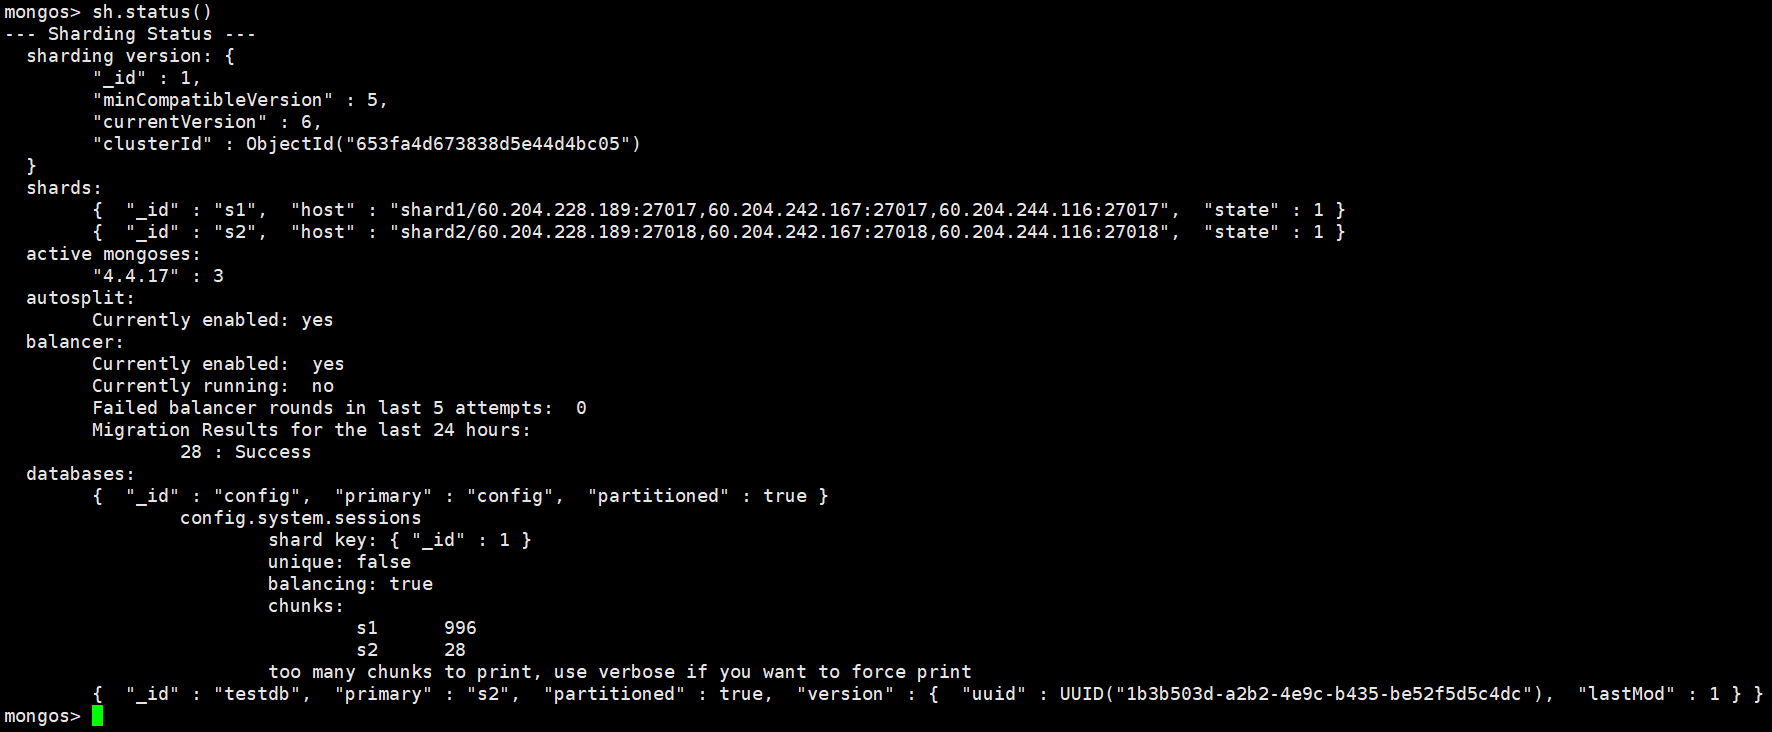 mongos> sh.status()
--- Sharding Status ---
  sharding version: {
        "_id" : 1,
        "minCompatibleVersion" : 5,
        "currentVersion" : 6,
        "clusterId" : ObjectId("653fa4d673838d5e44d4bc05")
  }
  shards:
        {  "_id" : "s1",  "host" : "shard1/60.204.228.189:27017,60.204.242.167:27017,60.204.244.116:27017",  "state" : 1 }
        {  "_id" : "s2",  "host" : "shard2/60.204.228.189:27018,60.204.242.167:27018,60.204.244.116:27018",  "state" : 1 }
  active mongoses:
        "4.4.17" : 3
  autosplit:
        Currently enabled: yes
  balancer:
        Currently enabled:  yes
        Currently running:  no
        Failed balancer rounds in last 5 attempts:  0
        Migration Results for the last 24 hours:
                28 : Success
  databases:
        {  "_id" : "config",  "primary" : "config",  "partitioned" : true }
                config.system.sessions
                        shard key: { "_id" : 1 }
                        unique: false
                        balancing: true
                        chunks:
                                s1      996
                                s2      28
                        too many chunks to print, use verbose if you want to force print
        {  "_id" : "testdb",  "primary" : "s2",  "partitioned" : true,  "version" : {  "uuid" : UUID("1b3b503d-a2b2-4e9c-b435-be52f5d5c4dc"),  "lastMod" : 1 } }
mongos>